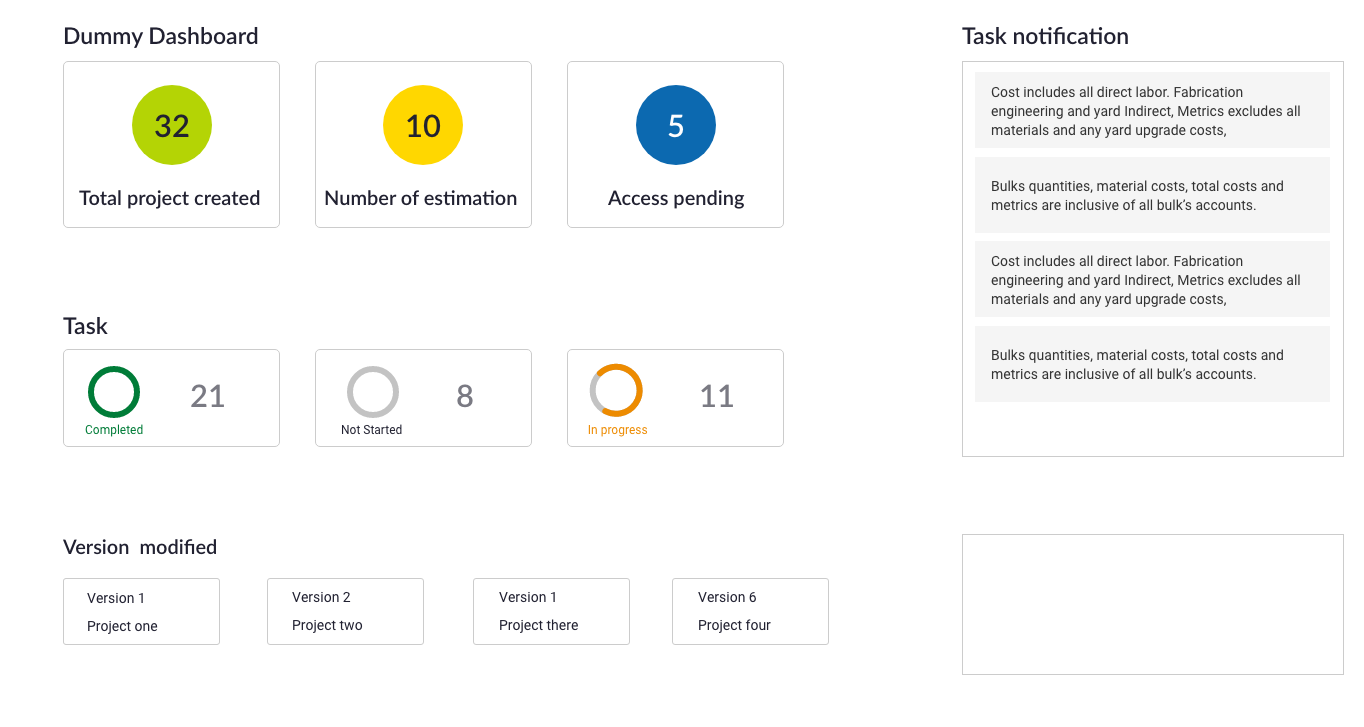 Dummy Dashboard
32
Total project created
10
Number of estimation
5
Access pending
Task
21
Completed
8
Not Started
11
In progress
Version  modified
Version 1
Project one
Version 2
Project two
Version 1
Project there
Version 6
Project four
Task notification
Cost includes all direct labor. Fabrication
engineering and yard Indirect, Metrics excludes all
materials and any yard upgrade costs,
Bulks quantities, material costs, total costs and
metrics are inclusive of all bulk’s accounts.
Cost includes all direct labor. Fabrication
engineering and yard Indirect, Metrics excludes all
materials and any yard upgrade costs,
Bulks quantities, material costs, total costs and
metrics are inclusive of all bulk’s accounts.